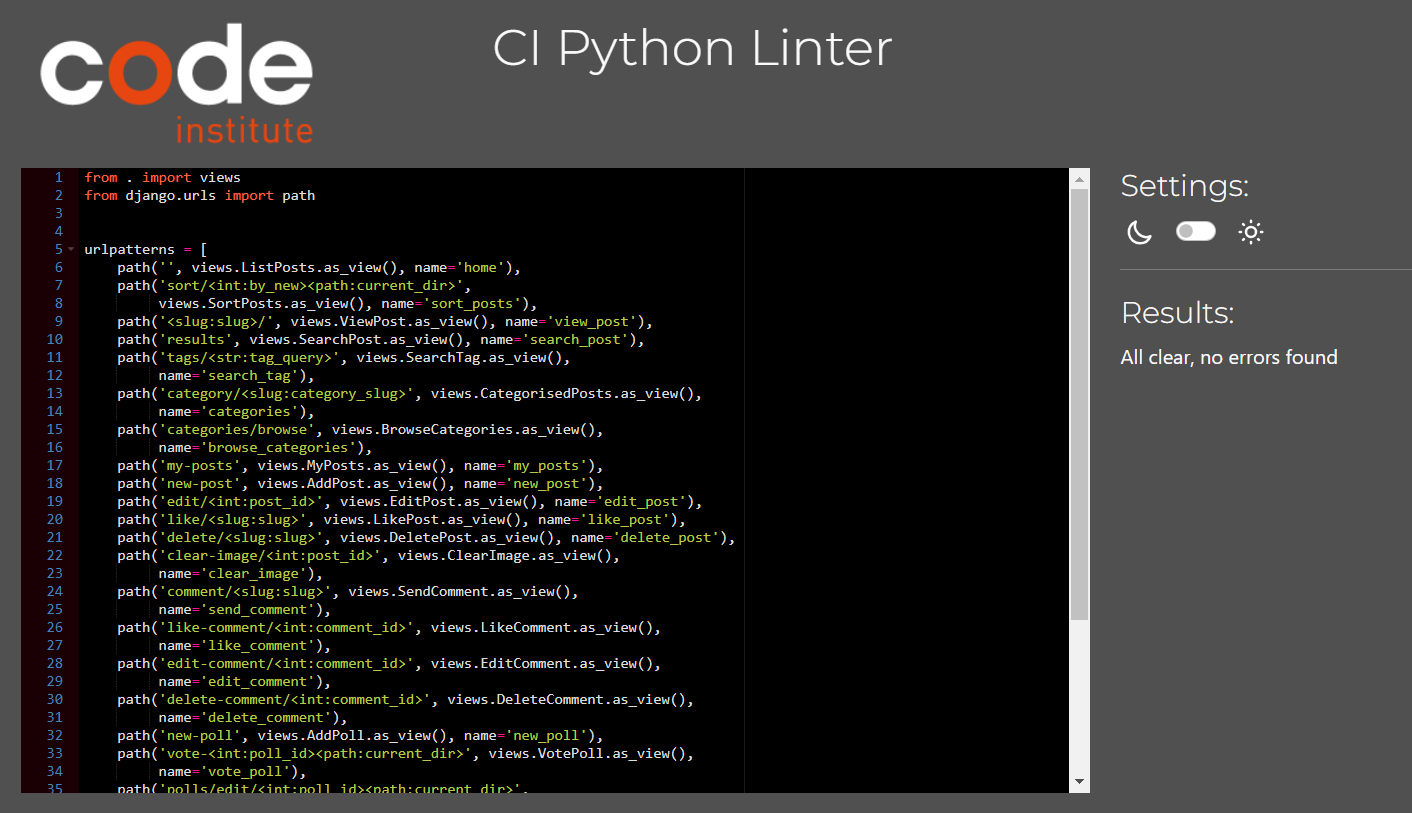 code
institute
CI Python Linter
1 from . import views
2 from django.urls import path
3
4
5 urlpatterns = [
6     path('', views.ListPosts.as_view(), name='home'),
7     path('sort/<int:by_new><path:current_dir>',
8          views.SortPosts.as_view(), name='sort_posts'),
9     path('<slug:slug>/', views.ViewPost.as_view(), name='view_post'),
10     path('results', views.SearchPost.as_view(), name='search_post'),
11     path('tags/<str:tag_query>', views.SearchTag.as_view(),
12          name='search_tag'),
13     path('category/<slug:category_slug>', views.CategorisedPosts.as_view(),
14          name='categories'),
15     path('categories/browse', views.BrowseCategories.as_view(),
16          name='browse_categories'),
17     path('my-posts', views.MyPosts.as_view(), name='my_posts'),
18     path('new-post', views.AddPost.as_view(), name='new_post'),
19     path('edit/<int:post_id>', views.EditPost.as_view(), name='edit_post'),
20     path('like/<slug:slug>', views.LikePost.as_view(), name='like_post'),
21     path('delete/<slug:slug>', views.DeletePost.as_view(), name='delete_post'),
22     path('clear-image/<int:post_id>', views.ClearImage.as_view(),
23          name='clear_image'),
24     path('comment/<slug:slug>', views.SendComment.as_view(),
25          name='send_comment'),
26     path('like-comment/<int:comment_id>', views.LikeComment.as_view(),
27          name='like_comment'),
28     path('edit-comment/<int:comment_id>', views.EditComment.as_view(),
29          name='edit_comment'),
30     path('delete-comment/<int:comment_id>', views.DeleteComment.as_view(),
31          name='delete_comment'),
32     path('new-poll', views.AddPoll.as_view(), name='new_poll'),
33     path('vote-<int:poll_id><path:current_dir>', views.VotePoll.as_view(),
34          name='vote_poll'),
35     path('polls/edit/<int:poll_id><path:current_dir>',
Settings:
Results:
All clear, no errors found